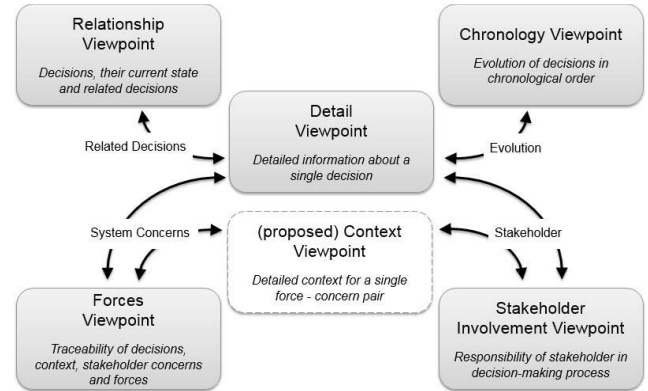 Relationship
Viewpoint
Decisions, their current state
and related decisions
Chronology Viewpoint
Evolution of decisions in
chronological order
Detail
Viewpoint
Detailed information about a
single decision
Related Decisions
Evolution
System Concerns
Stakeholder
(proposed) Context
Viewpoint
Detailed context for a single
force - concern pair
Forces
Viewpoint
Traceability of decisions,
context, stakeholder concerns
and forces
Stakeholder
Involvement Viewpoint
Responsibility of stakeholder in
decision-making process